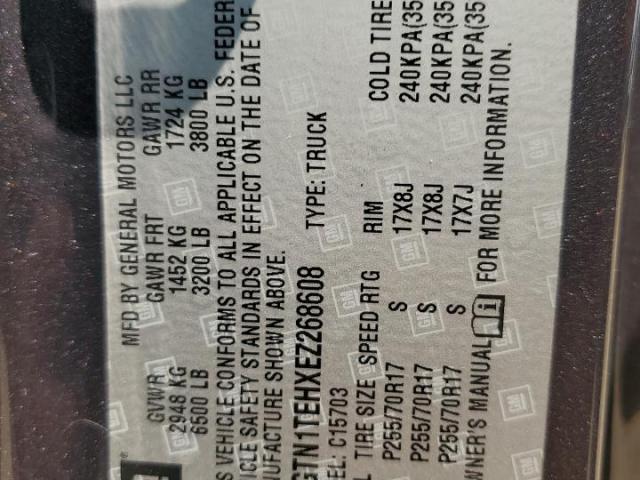 MFD BY GENERAL MOTORS LLC
GVWR GAWR FRT GAWR RR
2948 KG 1452 KG 1724 KG
6500 LB 3200 LB 3800 LB
S VEHICLE CONFORMS TO ALL APPLICABLE U.S. FEDER
ICLE SAFETY STANDARDS IN EFFECT ON THE DATE OF
NUFACTURE SHOWN ABOVE.
GTN1TEHXEZ268608 TYPE: TRUCK
EL: C15703
L TIRE SIZE SPEED RTG RIM COLD TIRE
P255/70R17 S 17X8J 240KPA(35
P255/70R17 S 17X8J 240KPA(35
P255/70R17 S 17X7J 240KPA(35
WNER'S MANUAL i FOR MORE INFORMATION.